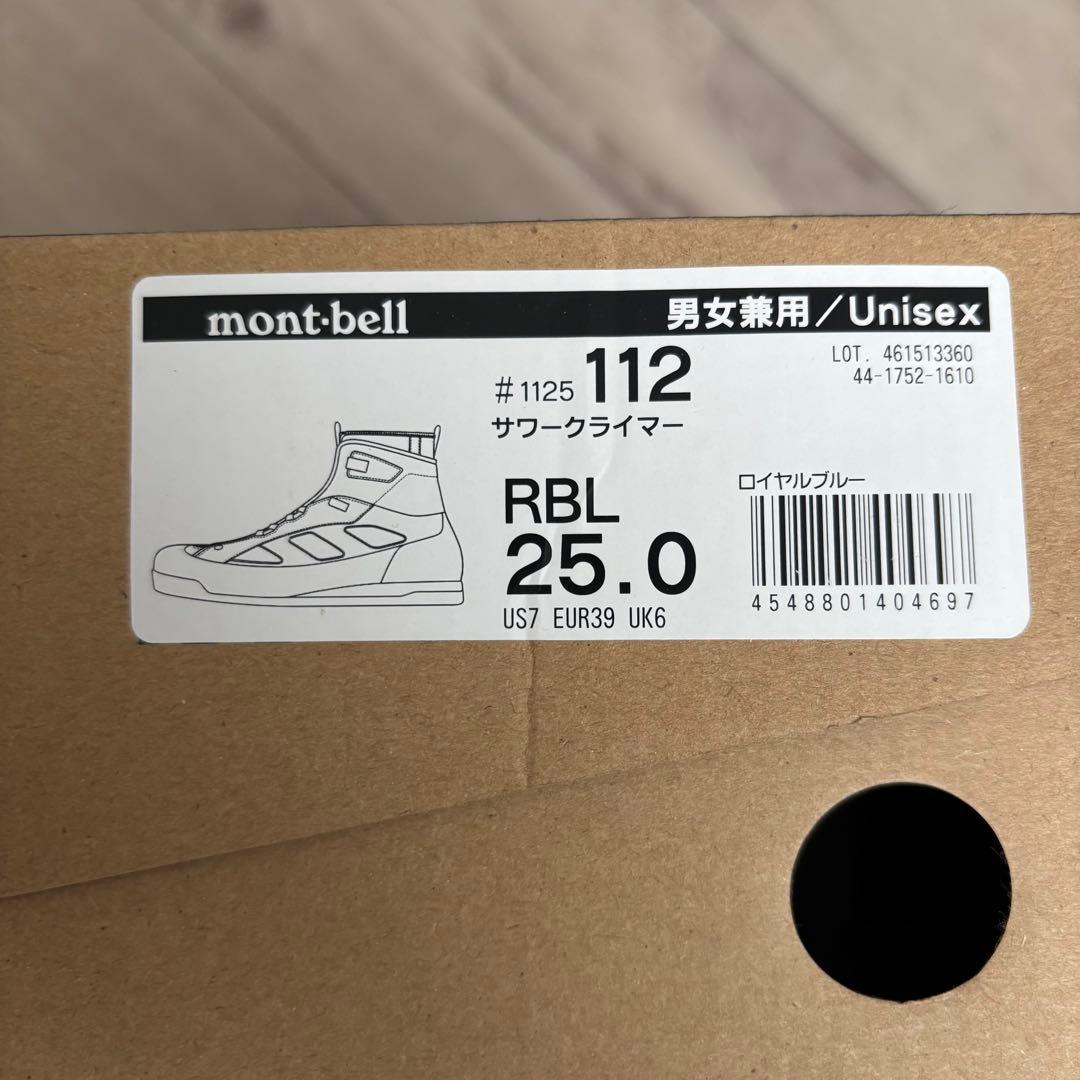 mont·bell
男女兼用/Unisex
#1125 112
サワークライマー
LOT. 461513360
44-1752-1610
RBL
25.0
US7 EUR39 UK6
ロイヤルブルー
4548801404697